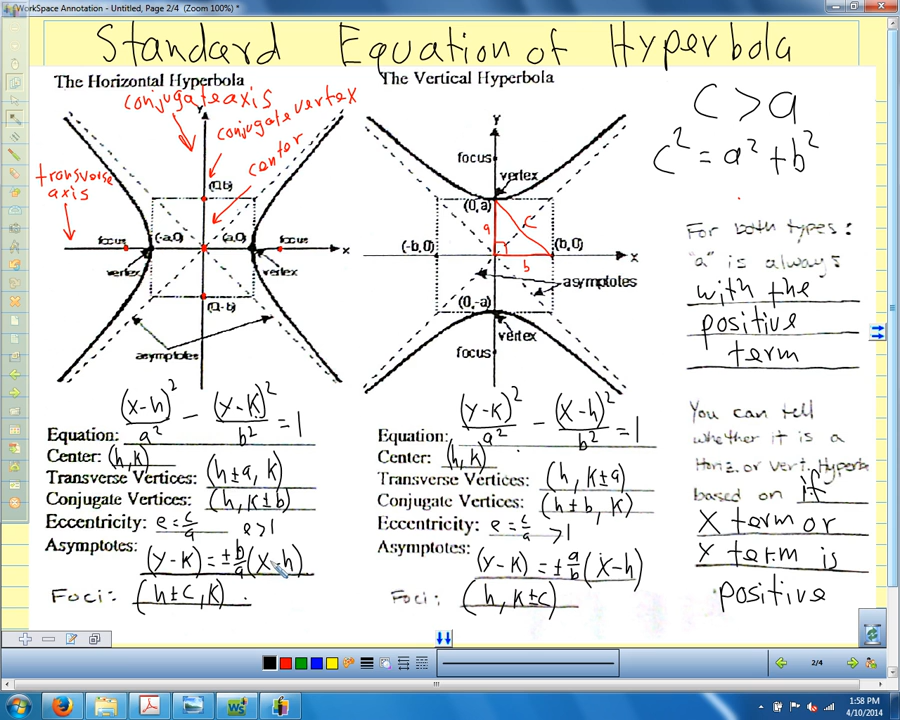 WorkSpace Annotation - Untitled, Page 2/4 (Zoom 100%) *
Standard Equation of Hyperbola
The Horizontal Hyperbola
conjugate axis
Y
conjugate vertex
center
transverse
axis
(0,b)
focus
(-a,0)
(a,0)
focus
X
vertex
vertex
(0,-b)
asymptotes
(x-h)² - (y-k)² = 1
a² b²
Equation:
Center: (h,k)
Transverse Vertices: (h±a, k)
Conjugate Vertices: (h, k±b)
Eccentricity: e = c/a e>1
Asymptotes:
(y-k) = ± b/a (x-h)
Foci: (h±c, k)
The Vertical Hyperbola
Y
focus
vertex
(0,a)
a
c
(-b,0)
b
(b,0)
X
asymptotes
(0,-a)
vertex
focus
(y-k)² - (x-h)² = 1
a² b²
Equation:
Center: (h,k)
Transverse Vertices: (h, k±a)
Conjugate Vertices: (h±b, k)
Eccentricity: e = c/a >1
Asymptotes:
(y-k) = ± a/b (x-h)
Foci: (h, k±c)
c > a
c² = a² + b²
For both types:
"a" is always
with the
positive
term
You can tell
whether it is a
Horiz. or Vert. Hyperba
based on if
x term or
y term is
positive
2/4
1:58 PM
4/10/2014